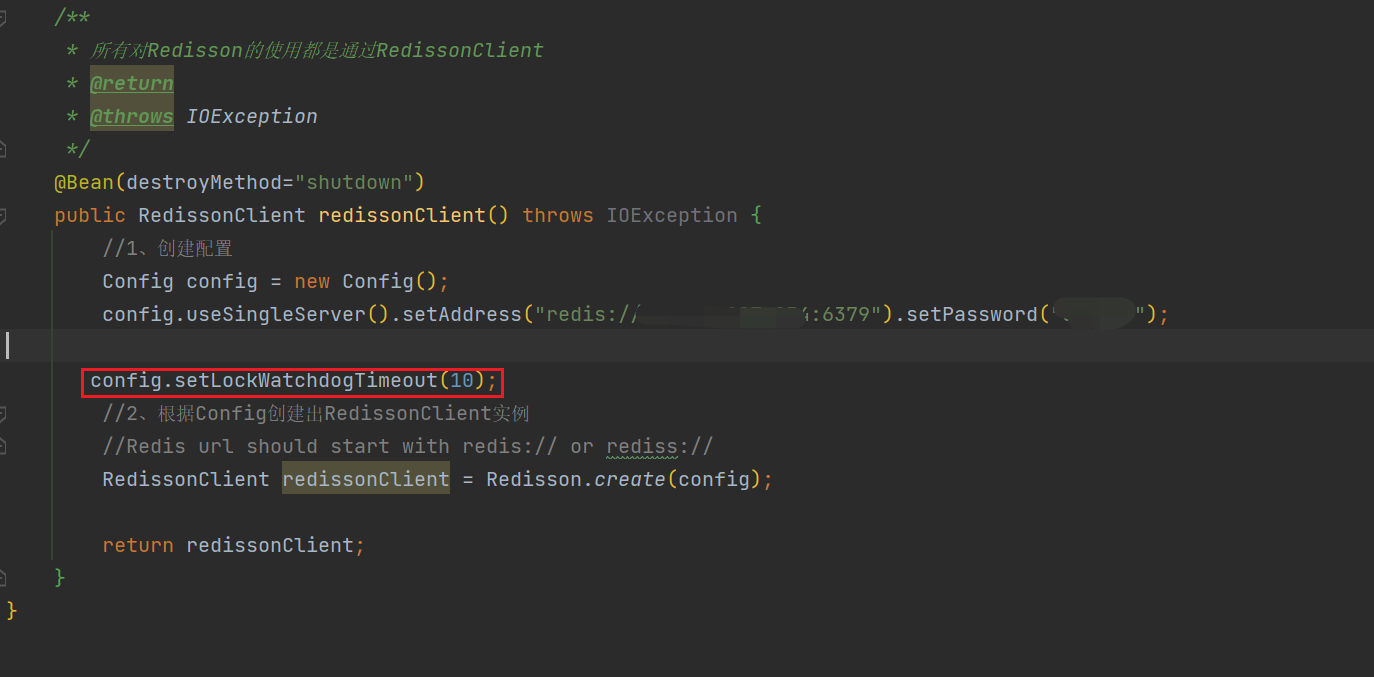 /**
* 所有对Redisson的使用都是通过RedissonClient
* @return
* @throws IOException
*/
@Bean(destroyMethod="shutdown")
public RedissonClient redissonClient() throws IOException {
//1、创建配置
Config config = new Config();
config.useSingleServer().setAddress("redis:// :6379").setPassword(" ");
config.setLockWatchdogTimeout(10);
//2、根据Config创建出RedissonClient实例
//Redis url should start with redis:// or rediss://
RedissonClient redissonClient = Redisson.create(config);
return redissonClient;
}
}